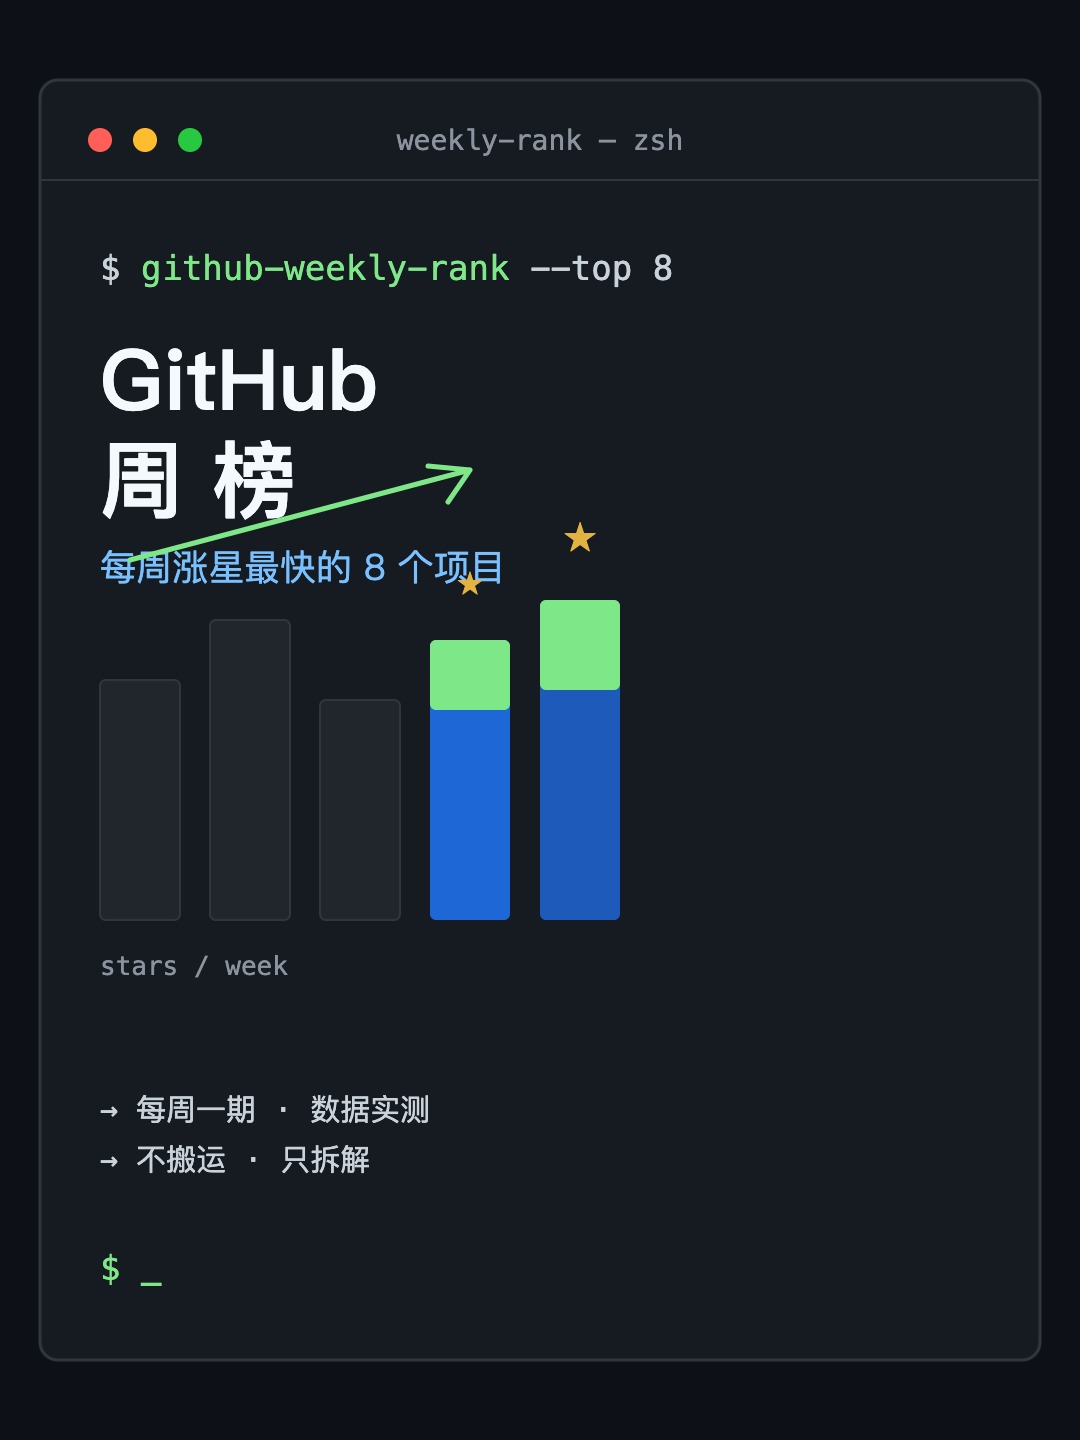 weekly-rank — zsh
$ github-weekly-rank --top 8
GitHub
周 榜
每周涨星最快的 8 个项目
stars / week
→ 每周一期 · 数据实测
→ 不搬运 · 只拆解
$ _